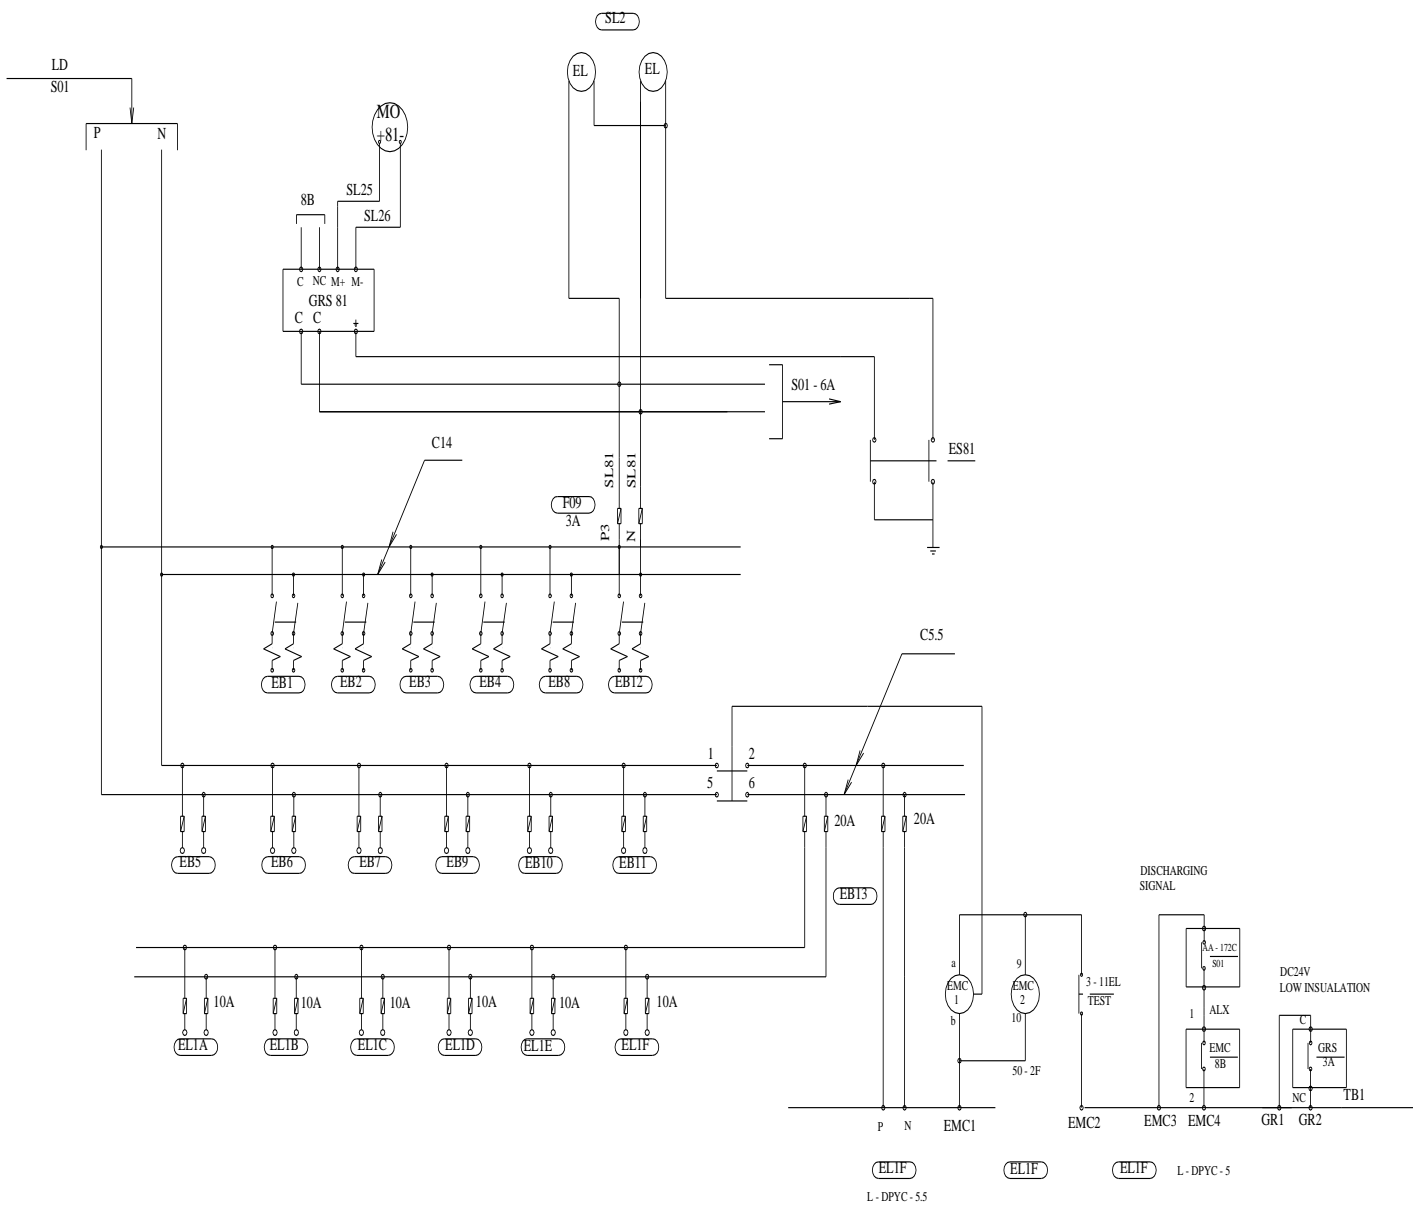 SL2
LD
S01
EL
EL
P
N
MO
+81-
8B
SL25
SL26
C NC M+ M-
GRS 81
C C +
S01 - 6A
C14
SL81
SL81
ES81
F09
3A
P3
N
EB1
EB2
EB3
EB4
EB8
EB12
C5.5
1
2
5
6
20A
20A
EB5
EB6
EB7
EB9
EB10
EB11
EB13
DISCHARGING
SIGNAL
AA - 172C
S01
a
9
EMC
1
EMC
2
b
10
3 - 11EL
TEST
DC24V
LOW INSUALATION
10A
10A
10A
10A
10A
10A
1
ALX
C
EL1A
EL1B
EL1C
EL1D
EL1E
EL1F
EMC
8B
GRS
3A
50 - 2F
2
NC
TB1
P
N
EMC1
EMC2
EMC3
EMC4
GR1
GR2
EL1F
EL1F
EL1F
L - DPYC - 5
L - DPYC - 5.5